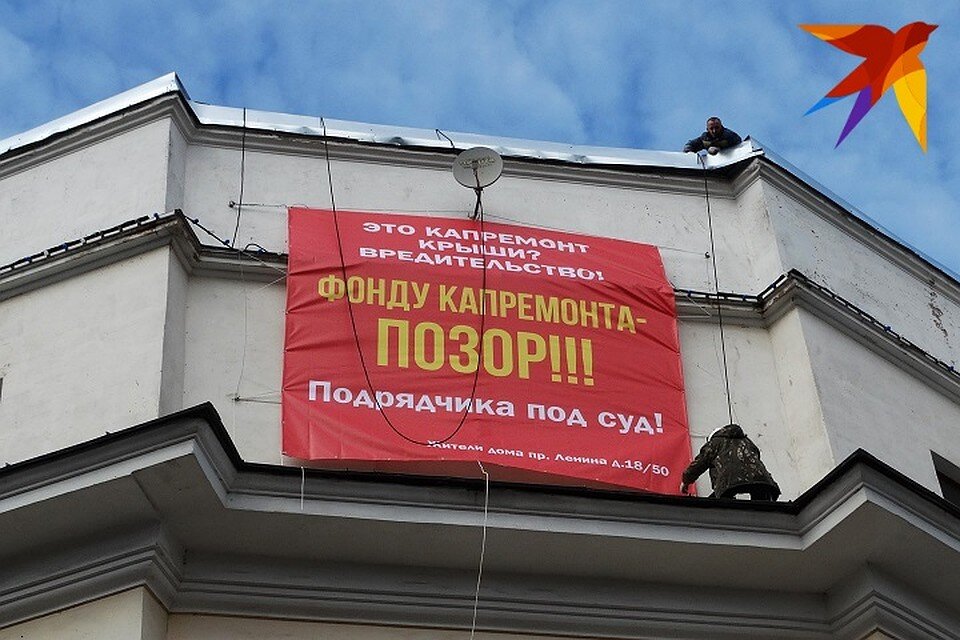 ЭТО КАПРЕМОНТ
КРЫШИ?
ВРЕДИТЕЛЬСТВО!
ФОНДУ КАПРЕМОНТА-
ПОЗОР!!!
Подрядчика под суд!
Жители дома пр. Ленина д.18/50